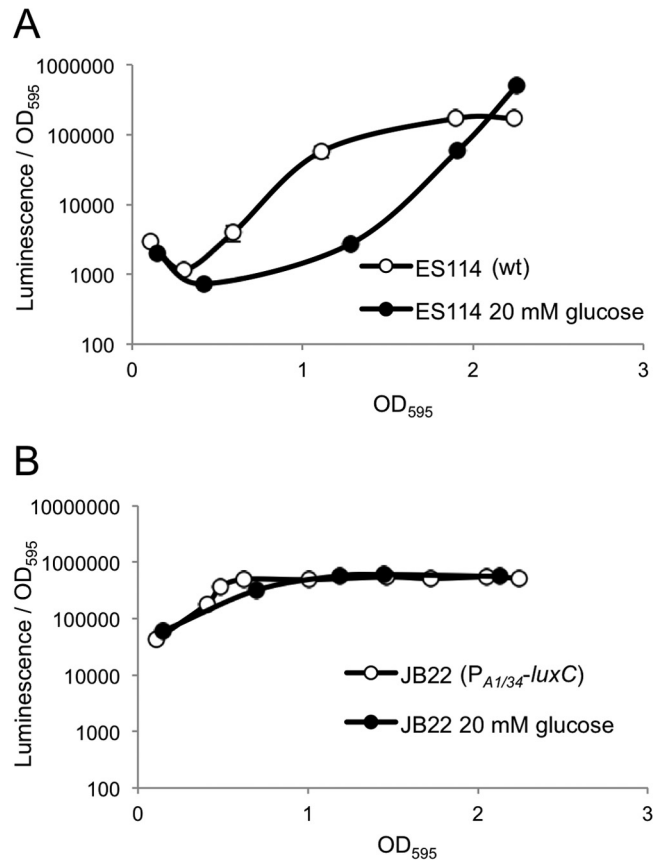 A
Luminescence / OD595
1000000
100000
10000
1000
100
0
1
2
3
OD595
ES114 (wt)
ES114 20 mM glucose
B
Luminescence / OD595
10000000
1000000
100000
10000
1000
100
0
1
2
3
OD595
JB22 (PA1/34-luxC)
JB22 20 mM glucose